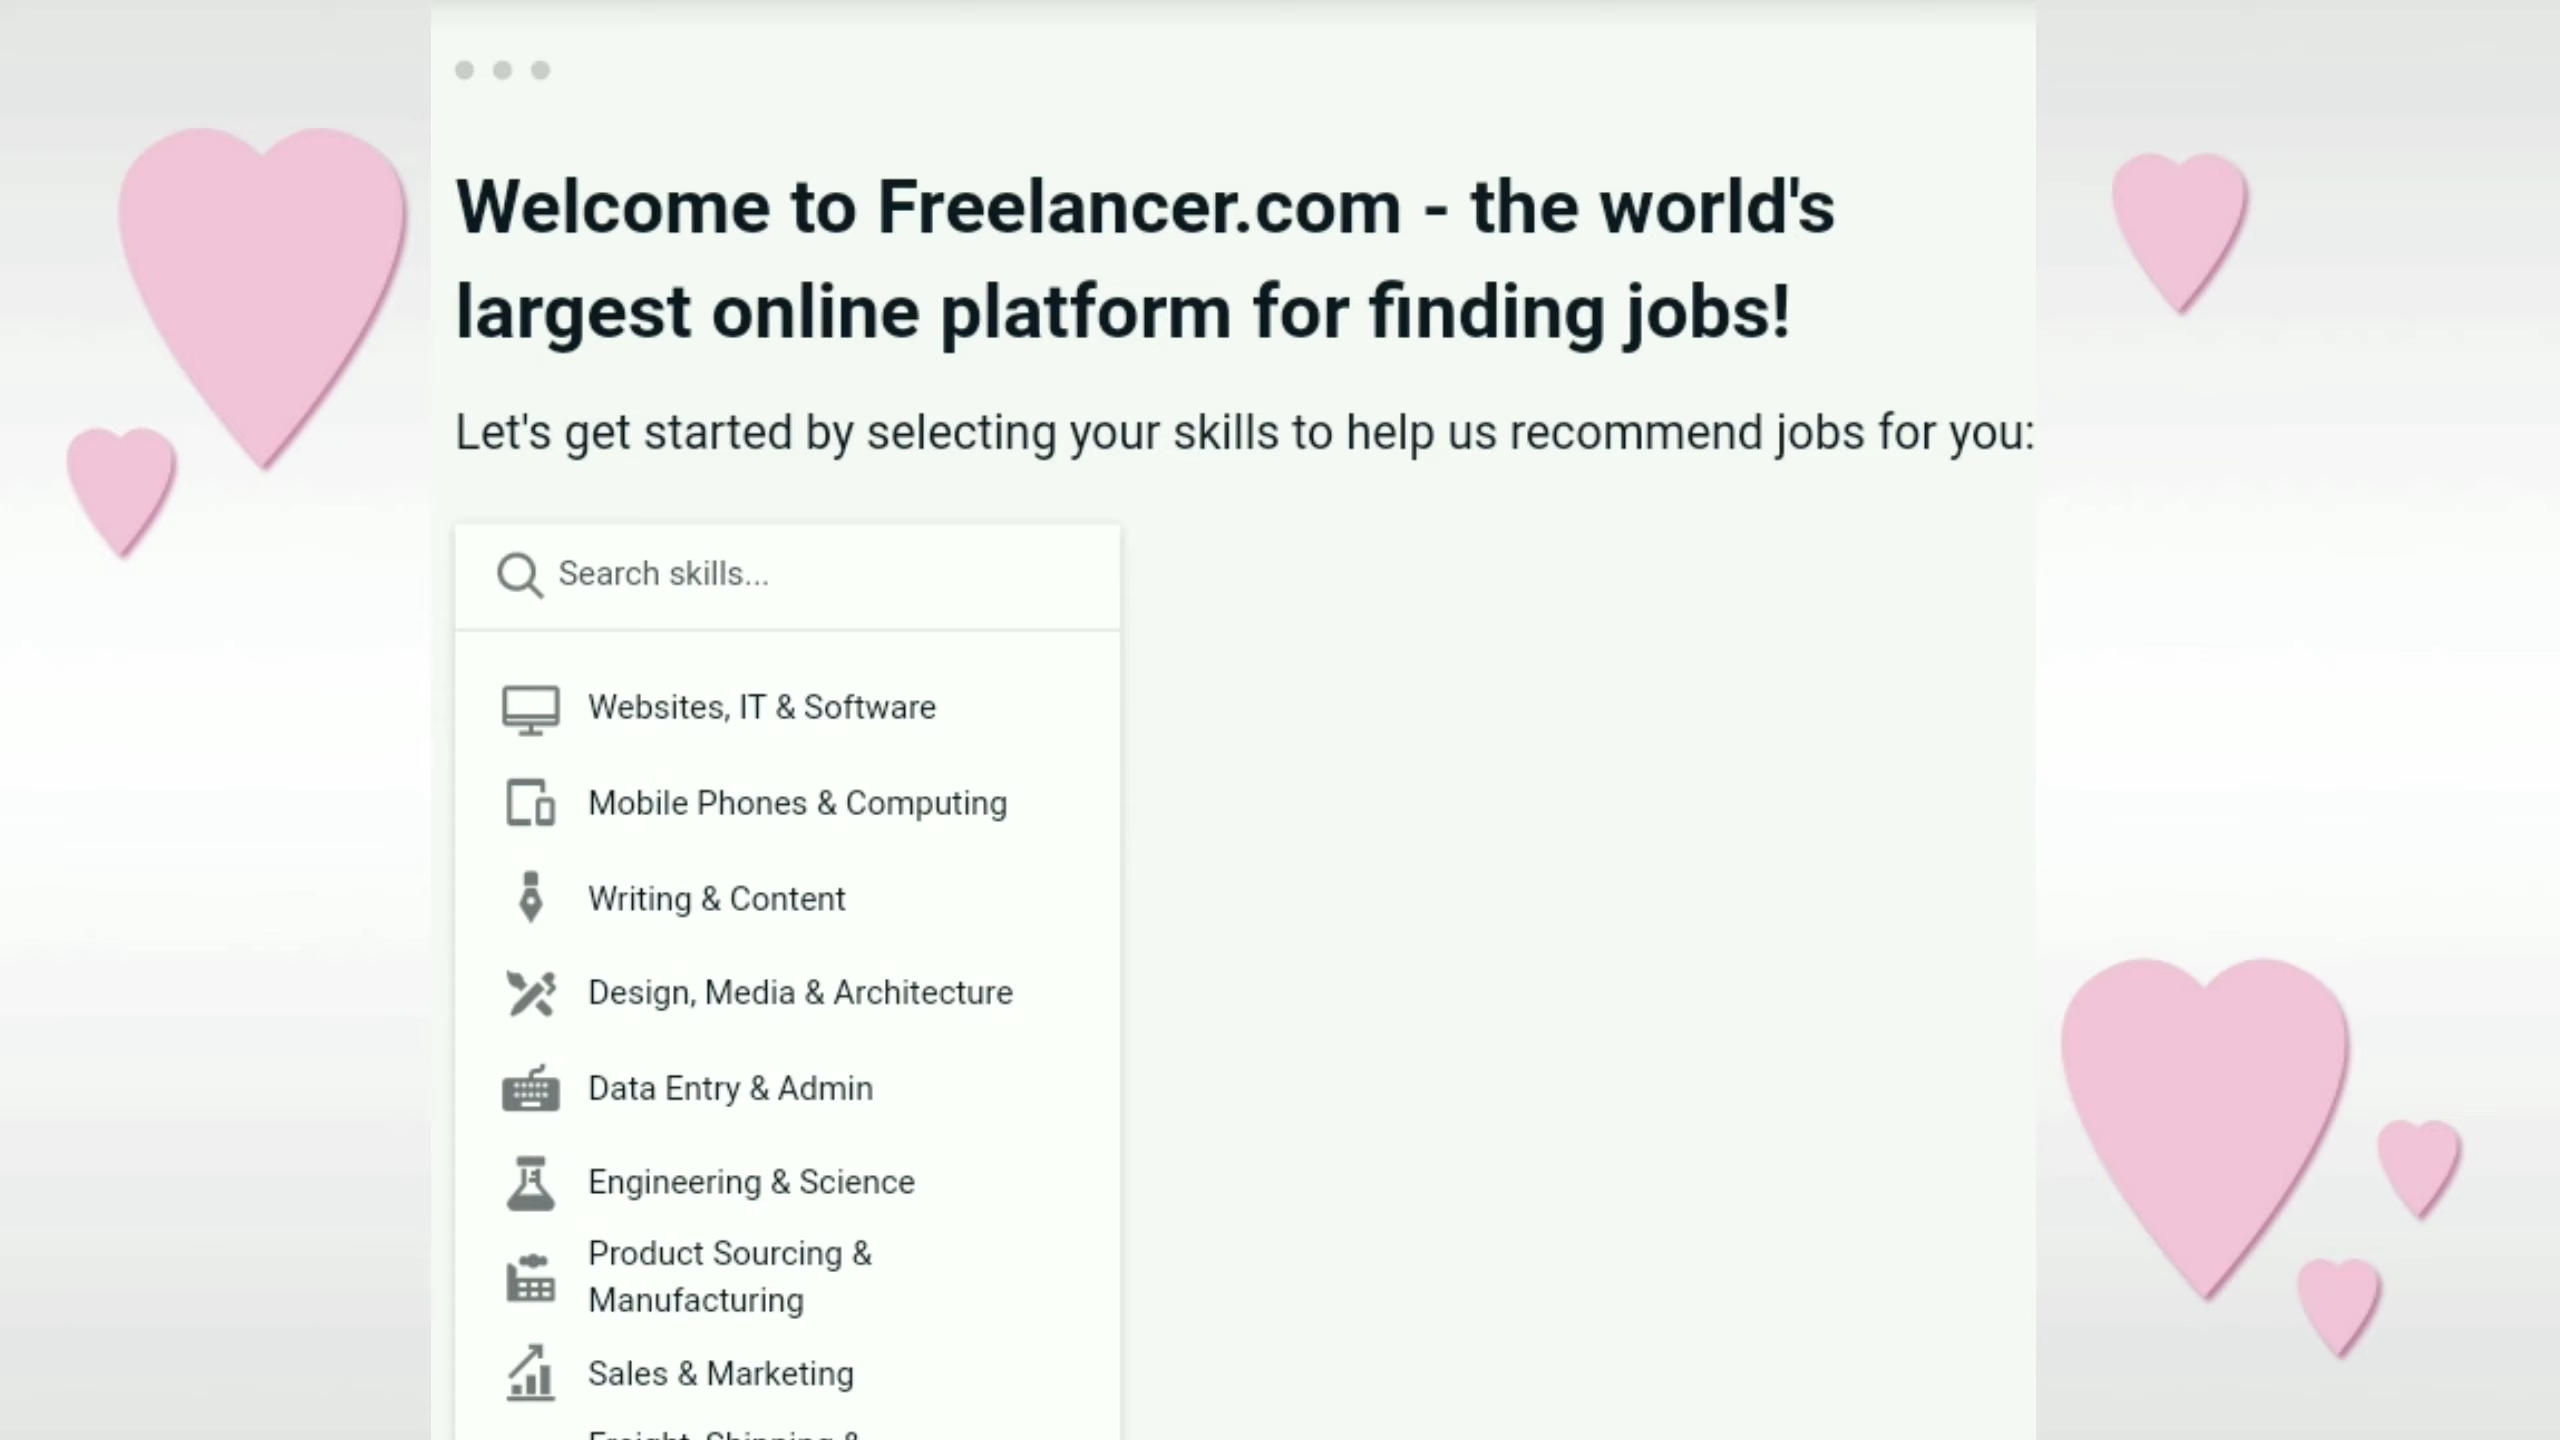 Welcome to Freelancer.com - the world's
largest online platform for finding jobs!
Let's get started by selecting your skills to help us recommend jobs for you:
Search skills...
Websites, IT & Software
Mobile Phones & Computing
Writing & Content
Design, Media & Architecture
Data Entry & Admin
Engineering & Science
Product Sourcing &
Manufacturing
Sales & Marketing
Freight, Shipping &